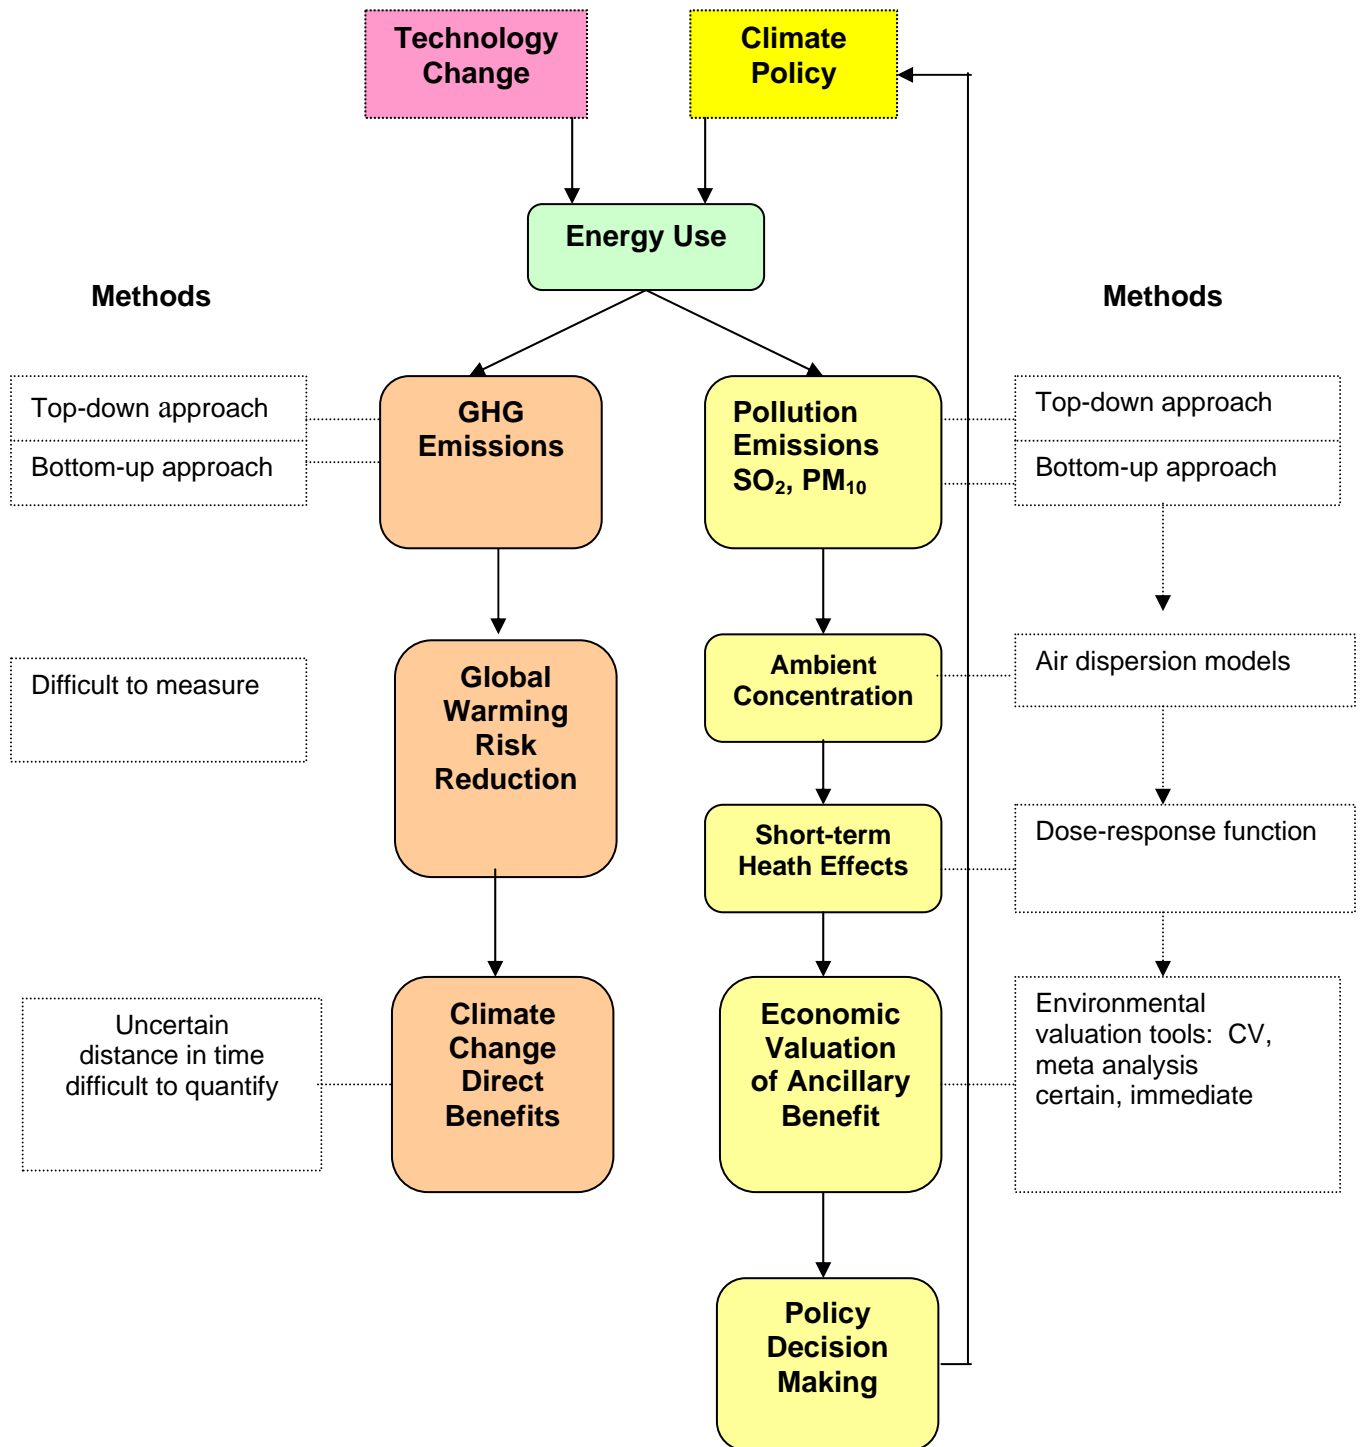 Technology
Change
Climate
Policy
Energy Use
Methods
Methods
Top-down approach
Bottom-up approach
GHG
Emissions
Pollution
Emissions
SO₂, PM₁₀
Top-down approach
Bottom-up approach
Difficult to measure
Global
Warming
Risk
Reduction
Ambient
Concentration
Air dispersion models
Short-term
Heath Effects
Dose-response function
Uncertain
distance in time
difficult to quantify
Climate
Change
Direct
Benefits
Economic
Valuation
of Ancillary
Benefit
Environmental
valuation tools: CV,
meta analysis
certain, immediate
Policy
Decision
Making